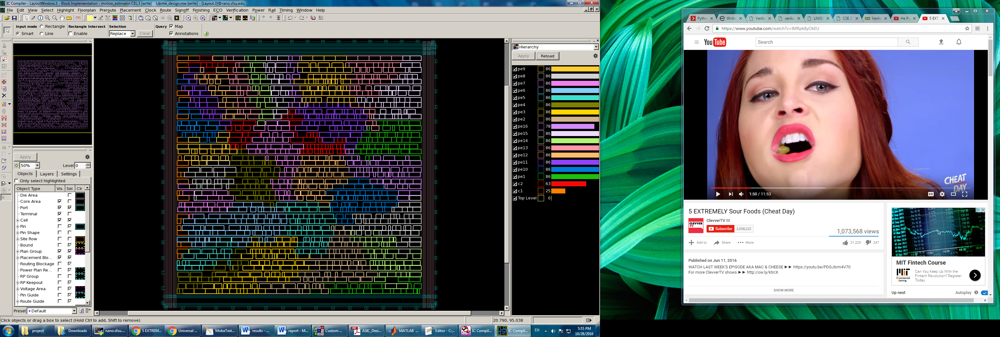 IC Compiler - LayoutWindow.3 - Block Implementation - motion_estimator.CEL;3 [write]    Lib:me_design.mw [write] - [Layout.3]@nano.sfsu.edu
File Edit View Select Highlight Floorplan Preroute Placement Clock Route Signoff Finishing ECO Verification Power Rail Timing Window Help
Input mode Rectangle Rectangle Intersect Selection Query Map
Smart Line Enable Replace Clear Annotations
Apply
50% Level 0
Objects Layers Settings
Only select highlighted
Object Type Vis. Sel. Clr.
Die Area
Core Area
Port
Terminal
Cell
Pin
Pin Shape
Site Row
Bound
Plan Group
Placement Blo...
Routing Blockage
Power Plan Re...
RP Group
RP Keepout
Voltage Area
Pin Guide
Route Guide
Preset * Default
Hierarchy
Apply Reload
pe9 86
pe8 86
pe7 86
pe6 86
pe5 86
pe4 86
pe3 86
pe2 86
pe16 78
pe15 86
pe14 86
pe13 86
pe12 86
pe11 86
pe10 86
pe1 86
c2 63
c1 25
Top Level 0
Click objects or drag a box to select (Hold Ctrl to add, Shift to remove)
20.790, 95.038
project
Downloads
nano.sfsu....
5 EXTREM...
Universal ...
MobaText...
results - ...
report - M...
Custom ...
ASIC_Desi...
MATLAB ...
Editor - C:...
IC Compil...
IC Compil...
EN
5:55 PM
10/28/2016
Pytho
Writin
Verilo
verilo
LN03
CSE 2
Verilo
He Pu
5 EXT
https://www.youtube.com/watch?v=IMRpk8yOkEU
YouTube
Search
CHEAT
DAY
1:50 / 11:53
CC
5 EXTREMELY Sour Foods (Cheat Day)
CLEVVER
TV
ClevverTV
Subscribe 2,058,222
1,073,568 views
Add to Share More
21,220 247
Published on Jun 11, 2016
WATCH LAST WEEK'S EPISODE AKA MAC & CHEESE ►► https://youtu.be/PDGJ6rm4V70
For more ClevverTV shows ►► http://ow.ly/ktrcX
SHOW MORE
MIT Fintech Course
MIT
Experimental
Learning
Can You Keep Up With the
Fintech Revolution? Register
Today.
Up next
Autoplay